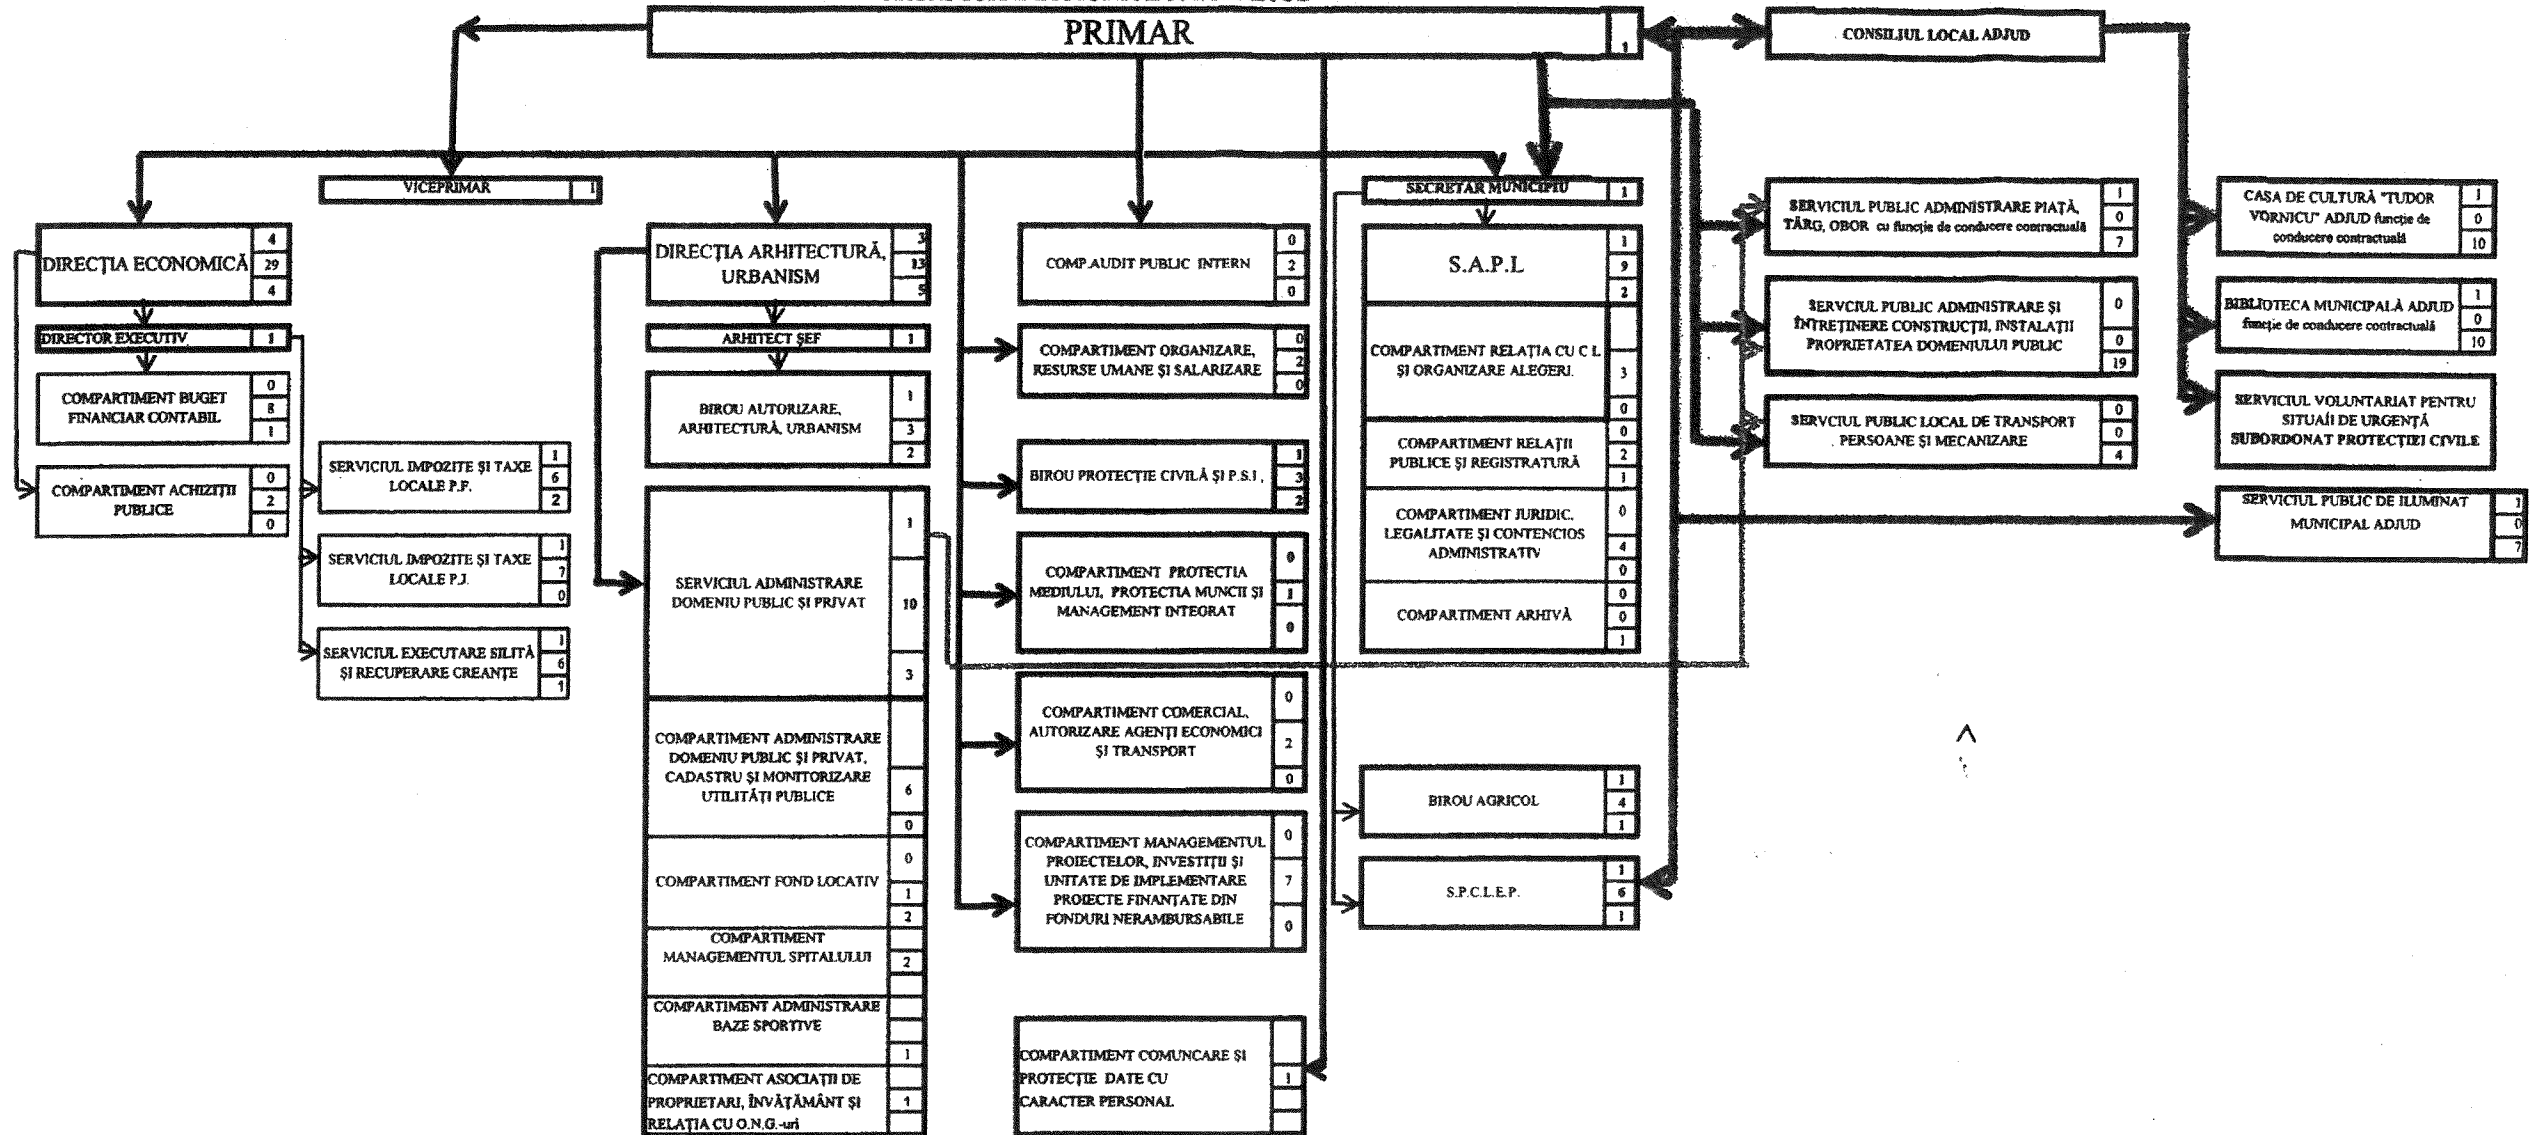 PRIMAR
1
CONSILIUL LOCAL ADJUD
VICEPRIMAR
1
SECRETAR MUNICIPIU
1
DIRECȚIA ECONOMICĂ
4
29
4
DIRECTOR EXECUTIV
1
COMPARTIMENT BUGET
FINANCIAR CONTABIL
0
8
1
COMPARTIMENT ACHIZIȚII
PUBLICE
0
2
0
SERVICIUL IMPOZITE ȘI TAXE
LOCALE P.F.
1
6
2
SERVICIUL IMPOZITE ȘI TAXE
LOCALE P.J.
1
7
0
SERVICIUL EXECUTARE SILITĂ
ȘI RECUPERARE CREANȚE
1
6
1
DIRECȚIA ARHITECTURĂ,
URBANISM
3
13
5
ARHITECT ȘEF
1
BIROU AUTORIZARE,
ARHITECTURĂ, URBANISM
1
3
2
SERVICIUL ADMINISTRARE
DOMENIU PUBLIC ȘI PRIVAT
1
10
3
COMPARTIMENT ADMINISTRARE
DOMENIU PUBLIC ȘI PRIVAT,
CADASTRU ȘI MONITORIZARE
UTILITĂȚI PUBLICE
6
0
COMPARTIMENT FOND LOCATIV
0
1
2
COMPARTIMENT
MANAGEMENTUL SPITALULUI
2
COMPARTIMENT ADMINISTRARE
BAZE SPORTIVE
1
COMPARTIMENT ASOCIAȚII DE
PROPRIETARI, ÎNVĂȚĂMÂNT ȘI
RELAȚIA CU O.N.G.-uri
1
COMP.AUDIT PUBLIC INTERN
0
2
0
COMPARTIMENT ORGANIZARE,
RESURSE UMANE ȘI SALARIZARE
0
2
0
BIROU PROTECȚIE CIVILĂ ȘI P.S.I ,
1
3
2
COMPARTIMENT PROTECTIA
MEDIULUI, PROTECTIA MUNCII ȘI
MANAGEMENT INTEGRAT
0
1
0
COMPARTIMENT COMERCIAL,
AUTORIZARE AGENȚI ECONOMICI
ȘI TRANSPORT
0
2
0
COMPARTIMENT MANAGEMENTUL
PROIECTELOR, INVESTIȚII ȘI
UNITATE DE IMPLEMENTARE
PROIECTE FINANȚATE DIN
FONDURI NERAMBURSABILE
0
7
0
COMPARTIMENT COMUNCARE ȘI
PROTECȚIE DATE CU
CARACTER PERSONAL
1
S.A.P.L
1
9
2
COMPARTIMENT RELAȚIA CU C L
ȘI ORGANIZARE ALEGERI.
3
0
COMPARTIMENT RELAȚII
PUBLICE ȘI REGISTRATURĂ
0
2
1
COMPARTIMENT JURIDIC,
LEGALITATE ȘI CONTENCIOS
ADMINISTRATIV
0
4
0
COMPARTIMENT ARHIVĂ
0
0
1
BIROU AGRICOL
1
4
1
S.P.C.L.E.P.
1
6
1
SERVICIUL PUBLIC ADMINISTRARE PIAȚĂ,
TÂRG, OBOR cu funcție de conducere contractuală
1
0
7
SERVCIUL PUBLIC ADMINISTRARE ȘI
ÎNTREȚINERE CONSTRUCȚII, INSTALAȚII
PROPRIETATEA DOMENIULUI PUBLIC
0
0
19
SERVCIUL PUBLIC LOCAL DE TRANSPORT
PERSOANE ȘI MECANIZARE
0
0
4
CASA DE CULTURĂ "TUDOR
VORNICU" ADJUD funcție de
conducere contractuală
1
0
10
BIBLIOTECA MUNICIPALĂ ADJUD
funcție de conducere contractuală
1
0
10
SERVICIUL VOLUNTARIAT PENTRU
SITUAȚII DE URGENȚĂ
SUBORDONAT PROTECȚIEI CIVILE
SERVICIUL PUBLIC DE ILUMINAT
MUNICIPAL ADJUD
1
0
7